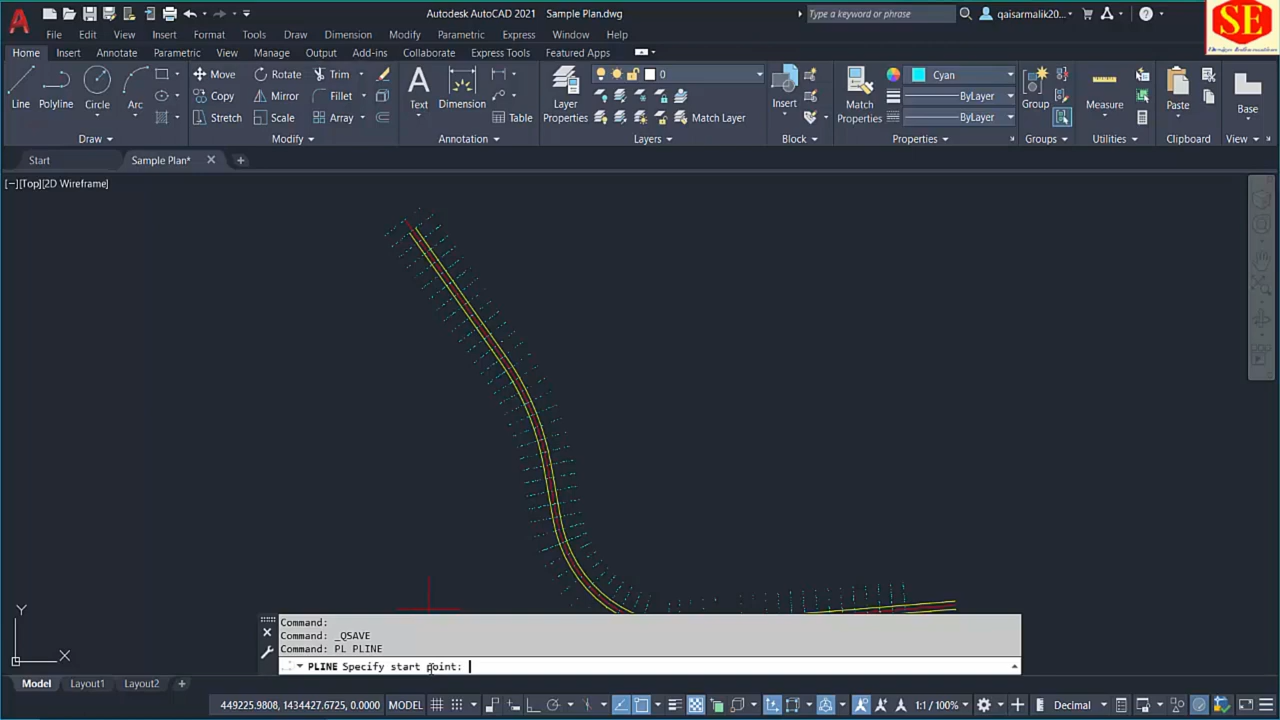 Autodesk AutoCAD 2021 Sample Plan.dwg
Type a keyword or phrase
qaisarmalik20...
SE
File Edit View Insert Format Tools Draw Dimension Modify Parametric Express Window Help
Home Insert Annotate Parametric View Manage Output Add-ins Collaborate Express Tools Featured Apps
Line Polyline Circle Arc
Move Rotate Trim
Copy Mirror Fillet
Stretch Scale Array
Text Dimension Table
Layer Properties
0
Match Layer
Insert
Match Properties
Cyan
ByLayer
ByLayer
Group Measure Paste Base
Draw Modify Annotation Layers Block Properties Groups Utilities Clipboard View
Start Sample Plan*
[−][Top][2D Wireframe]
Y
X
Command:
Command: _QSAVE
Command: PL PLINE
PLINE Specify start point:
Model Layout1 Layout2
449225.9808, 1434427.6725, 0.0000 MODEL 1:1 / 100% Decimal